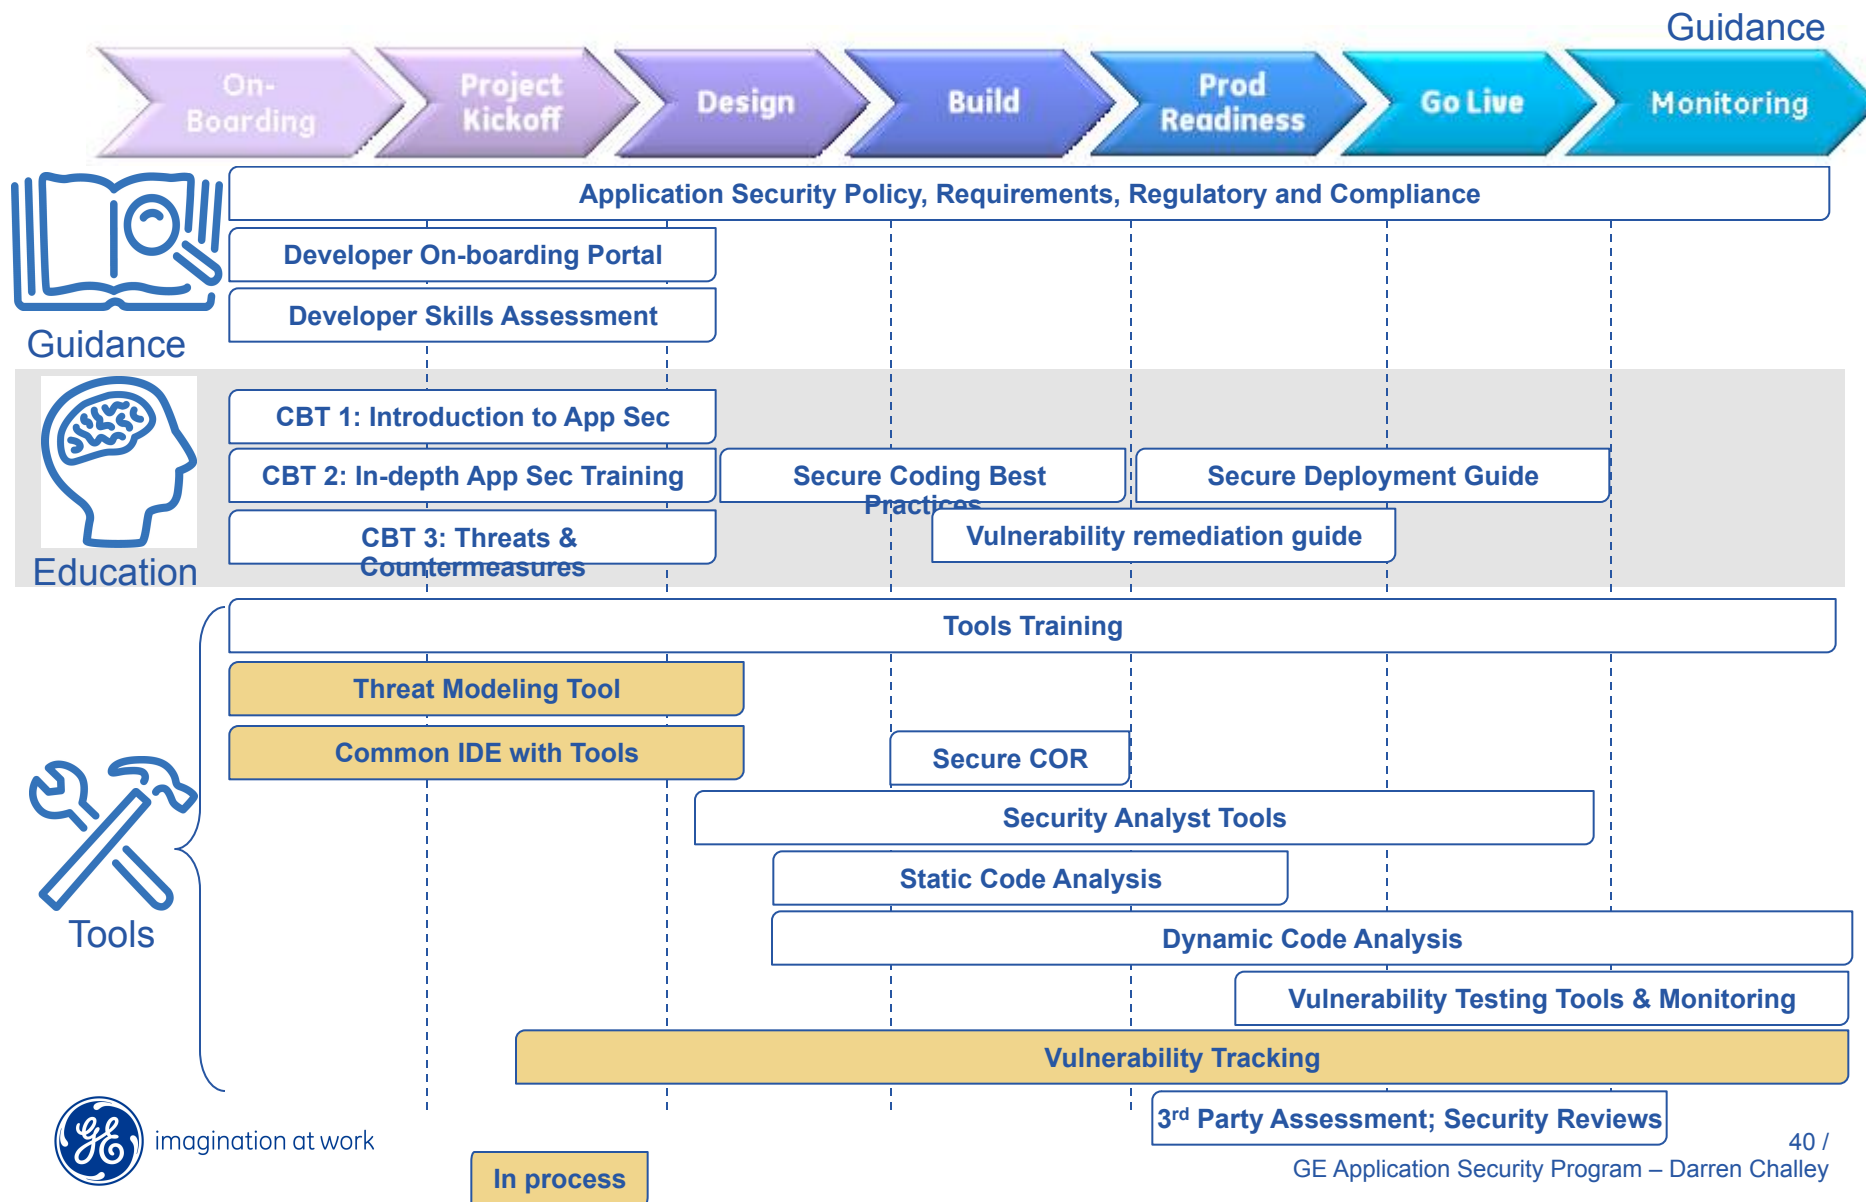 Guidance
On-
Boarding
Project
Kickoff
Design
Build
Prod
Readiness
Go Live
Monitoring
Application Security Policy, Requirements, Regulatory and Compliance
Developer On-boarding Portal
Developer Skills Assessment
Guidance
CBT 1: Introduction to App Sec
CBT 2: In-depth App Sec Training
Secure Coding Best
Practices
Secure Deployment Guide
CBT 3: Threats &
Countermeasures
Vulnerability remediation guide
Education
Tools Training
Threat Modeling Tool
Common IDE with Tools
Secure COR
Security Analyst Tools
Static Code Analysis
Tools
Dynamic Code Analysis
Vulnerability Testing Tools & Monitoring
Vulnerability Tracking
3rd Party Assessment; Security Reviews
GE
imagination at work
In process
40 /
GE Application Security Program – Darren Challey